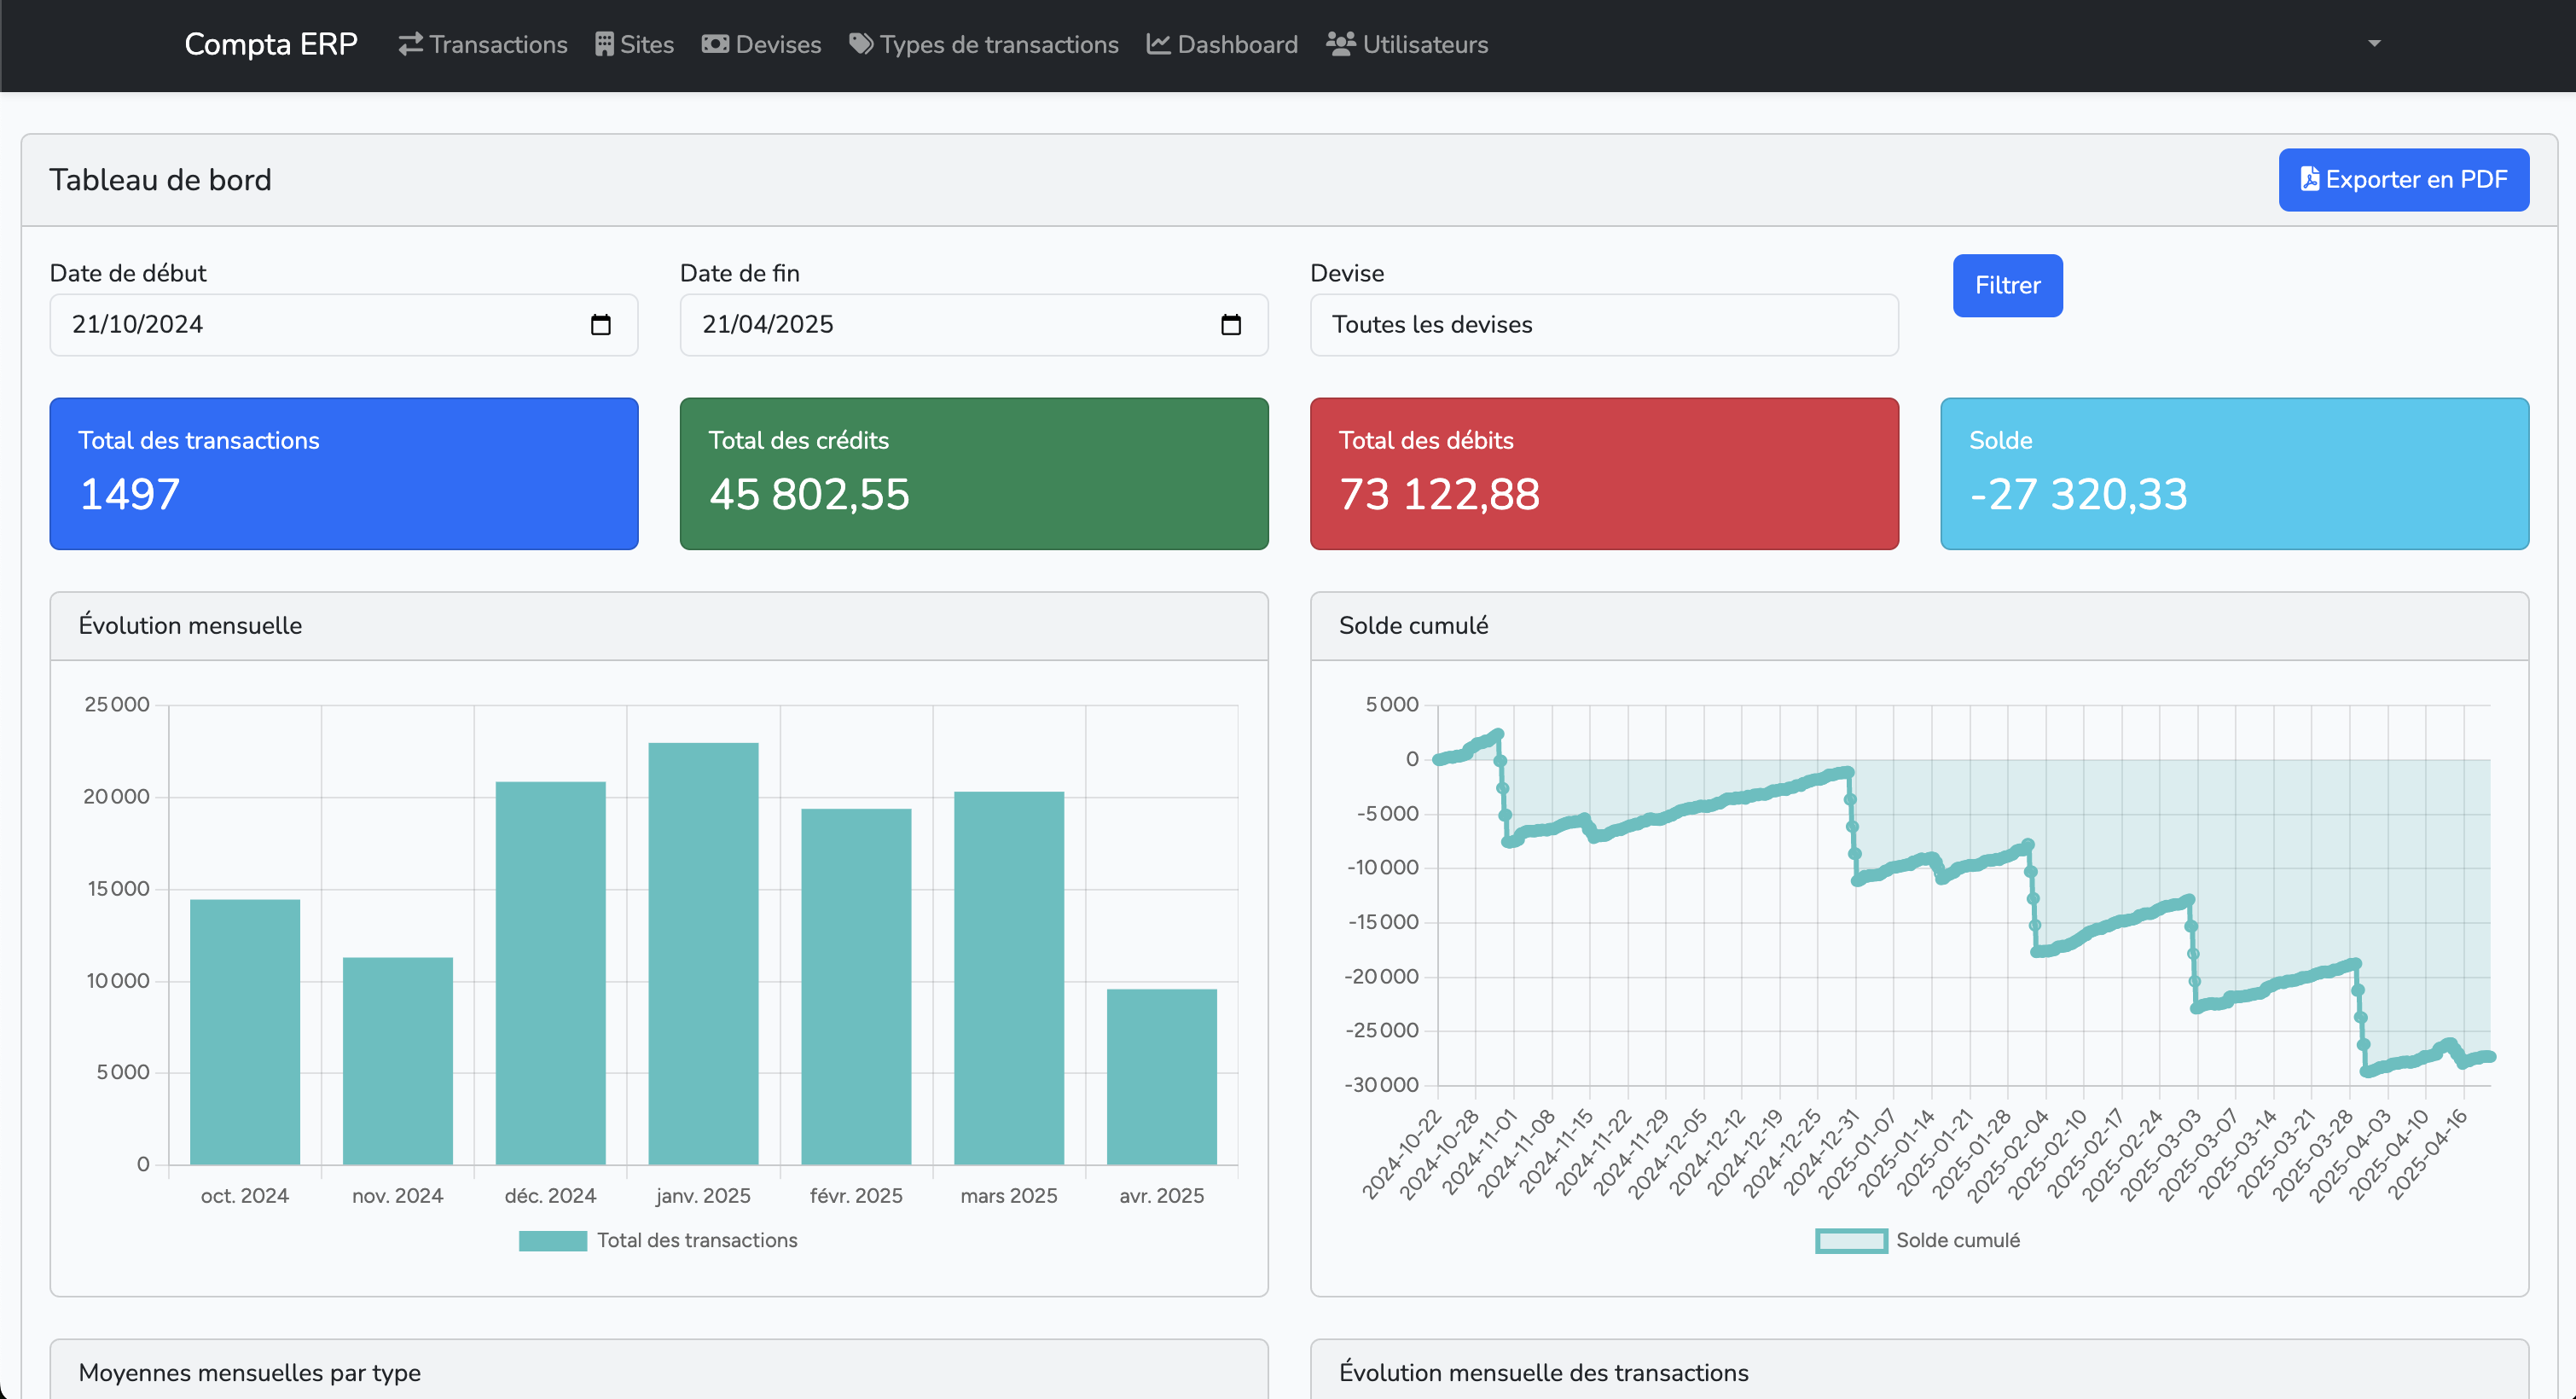 Compta ERP Transactions Sites Devises Types de transactions Dashboard Utilisateurs
Tableau de bord
Exporter en PDF
Date de début
21/10/2024
Date de fin
21/04/2025
Devise
Toutes les devises
Filtrer
Total des transactions
1497
Total des crédits
45 802,55
Total des débits
73 122,88
Solde
-27 320,33
Évolution mensuelle
25 000
20 000
15 000
10 000
5 000
0
oct. 2024 nov. 2024 déc. 2024 janv. 2025 févr. 2025 mars 2025 avr. 2025
Total des transactions
Solde cumulé
5 000
0
-5 000
-10 000
-15 000
-20 000
-25 000
-30 000
2024-10-22
2024-10-28
2024-11-01
2024-11-08
2024-11-15
2024-11-22
2024-11-29
2024-12-05
2024-12-12
2024-12-19
2024-12-25
2024-12-31
2025-01-07
2025-01-14
2025-01-21
2025-01-28
2025-02-04
2025-02-10
2025-02-17
2025-02-24
2025-03-03
2025-03-07
2025-03-14
2025-03-21
2025-03-28
2025-04-03
2025-04-10
2025-04-16
Solde cumulé
Moyennes mensuelles par type
Évolution mensuelle des transactions